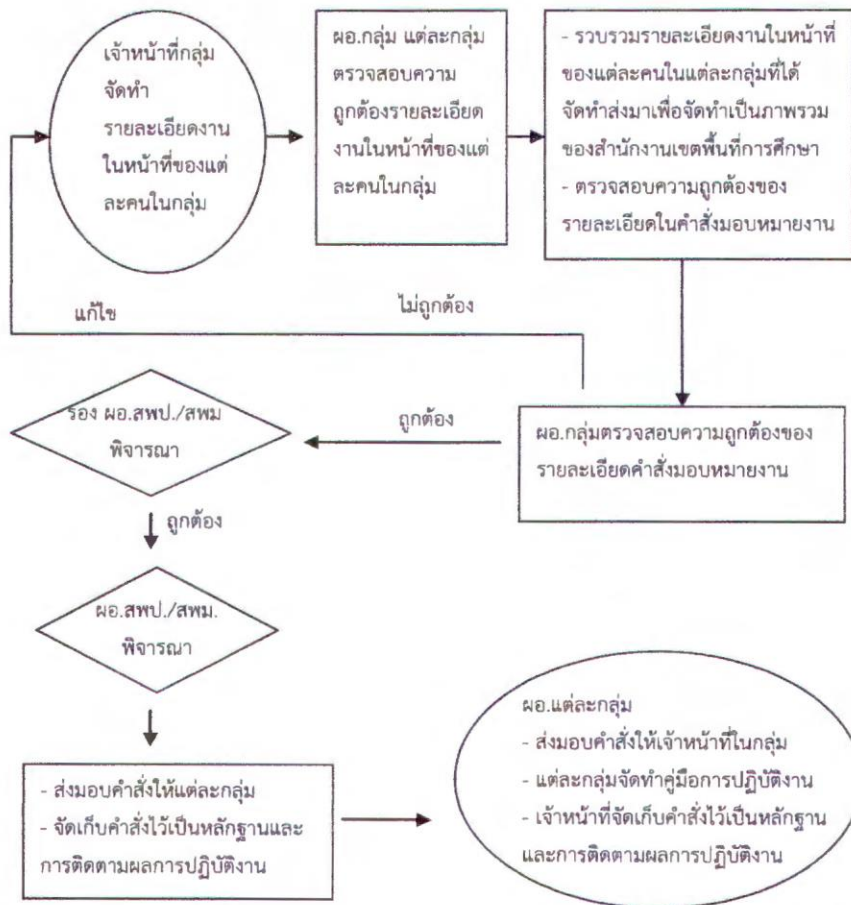 เจ้าหน้าที่กลุ่ม
จัดทำ
รายละเอียดงาน
ในหน้าที่ของแต่
ละคนในกลุ่ม
ผอ.กลุ่ม แต่ละกลุ่ม
ตรวจสอบความ
ถูกต้องรายละเอียด
งานในหน้าที่ของแต่
ละคนในกลุ่ม
- รวบรวมรายละเอียดงานในหน้าที่
ของแต่ละคนในแต่ละกลุ่มที่ได้
จัดทำส่งมาเพื่อจัดทำเป็นภาพรวม
ของสำนักงานเขตพื้นที่การศึกษา
- ตรวจสอบความถูกต้องของ
รายละเอียดในคำสั่งมอบหมายงาน
แก้ไข
ไม่ถูกต้อง
รอง ผอ.สพป./สพม
พิจารณา
ถูกต้อง
ผอ.กลุ่มตรวจสอบความถูกต้องของ
รายละเอียดคำสั่งมอบหมายงาน
ถูกต้อง
ผอ.สพป./สพม.
พิจารณา
- ส่งมอบคำสั่งให้แต่ละกลุ่ม
- จัดเก็บคำสั่งไว้เป็นหลักฐานและ
การติดตามผลการปฏิบัติงาน
ผอ.แต่ละกลุ่ม
- ส่งมอบคำสั่งให้เจ้าหน้าที่ในกลุ่ม
- แต่ละกลุ่มจัดทำคู่มือการปฏิบัติงาน
- เจ้าหน้าที่จัดเก็บคำสั่งไว้เป็นหลักฐาน
และการติดตามผลการปฏิบัติงาน